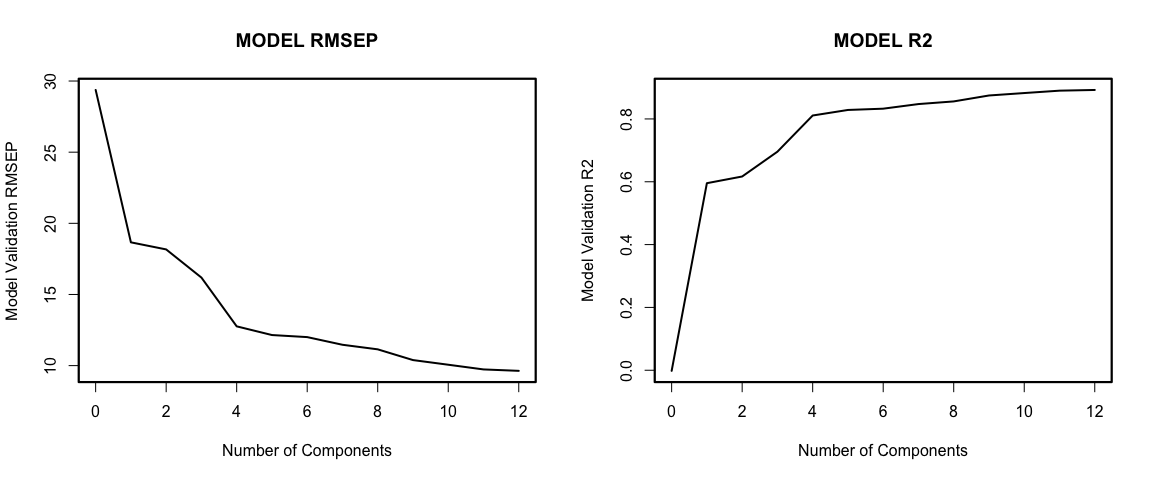 MODEL RMSEP
Model Validation RMSEP
30
25
20
15
10
0 2 4 6 8 10 12
Number of Components
MODEL R2
Model Validation R2
0.8
0.6
0.4
0.2
0.0
0 2 4 6 8 10 12
Number of Components